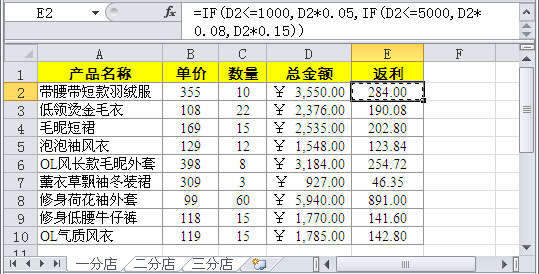 E2 fx =IF(D2<=1000,D2*0.05,IF(D2<=5000,D2*
0.08,D2*0.15))
A B C D E F
1 产品名称 单价 数量 总金额 返利
2 带腰带短款羽绒服 355 10 ￥ 3,550.00 284.00
3 低领烫金毛衣 108 22 ￥ 2,376.00 190.08
4 毛昵短裙 169 15 ￥ 2,535.00 202.80
5 泡泡袖风衣 129 12 ￥ 1,548.00 123.84
6 OL风长款毛昵外套 398 8 ￥ 3,184.00 254.72
7 薰衣草飘袖冬装裙 309 3 ￥ 927.00 46.35
8 修身荷花袖外套 99 60 ￥ 5,940.00 891.00
9 修身低腰牛仔裤 118 15 ￥ 1,770.00 141.60
10 OL气质风衣 119 15 ￥ 1,785.00 142.80
11
一分店 二分店 三分店